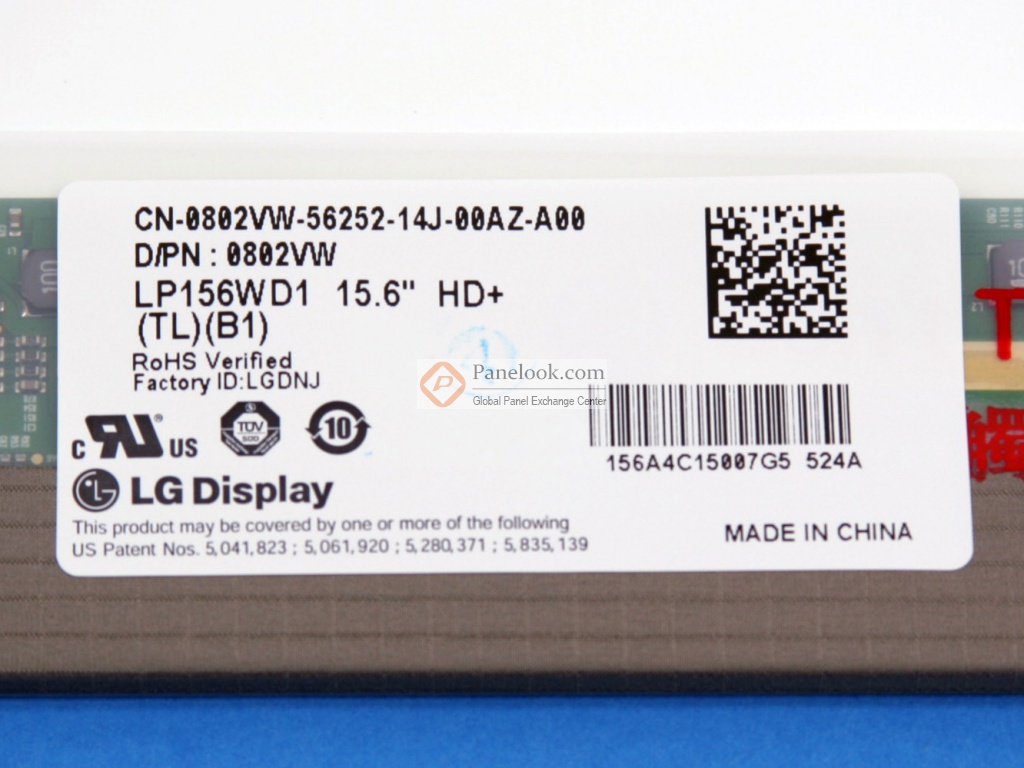 CN-0802VW-56252-14J-00AZ-A00
D/PN : 0802VW
LP156WD1 15.6" HD+
(TL)(B1)
RoHS Verified
Factory ID:LGDNJ
Panelook.com
Global Panel Exchange Center
c RU ® US
TÜV
SÜD
10
156A4C15007G5 524A
LG Display
This product may be covered by one or more of the following
US Patent Nos. 5,041,823 ; 5,061,920 ; 5,280,371 ; 5,835,139
MADE IN CHINA
100
T